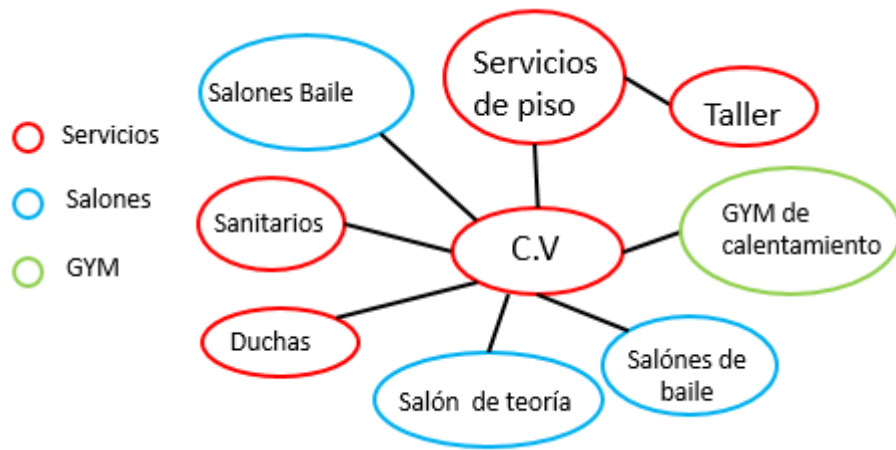 Servicios
Salones
GYM
Salones Baile
Servicios
de piso
Taller
Sanitarios
C.V
GYM de
calentamiento
Duchas
Salón de teoría
Salónes de
baile